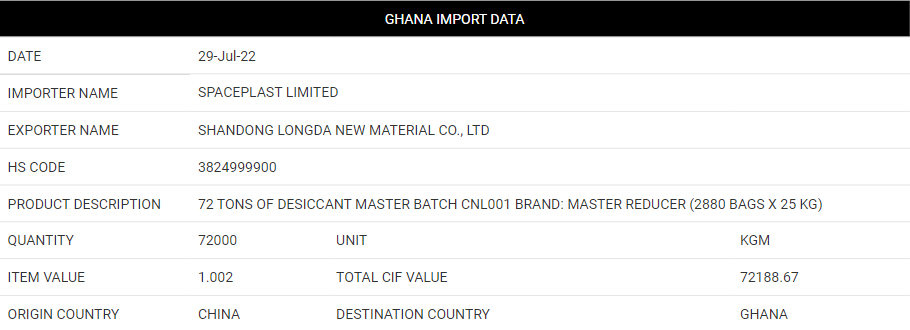 GHANA IMPORT DATA
DATE 29-Jul-22
IMPORTER NAME SPACEPLAST LIMITED
EXPORTER NAME SHANDONG LONGDA NEW MATERIAL CO., LTD
HS CODE 3824999900
PRODUCT DESCRIPTION 72 TONS OF DESICCANT MASTER BATCH CNL001 BRAND: MASTER REDUCER (2880 BAGS X 25 KG)
QUANTITY 72000 UNIT KGM
ITEM VALUE 1.002 TOTAL CIF VALUE 72188.67
ORIGIN COUNTRY CHINA DESTINATION COUNTRY GHANA